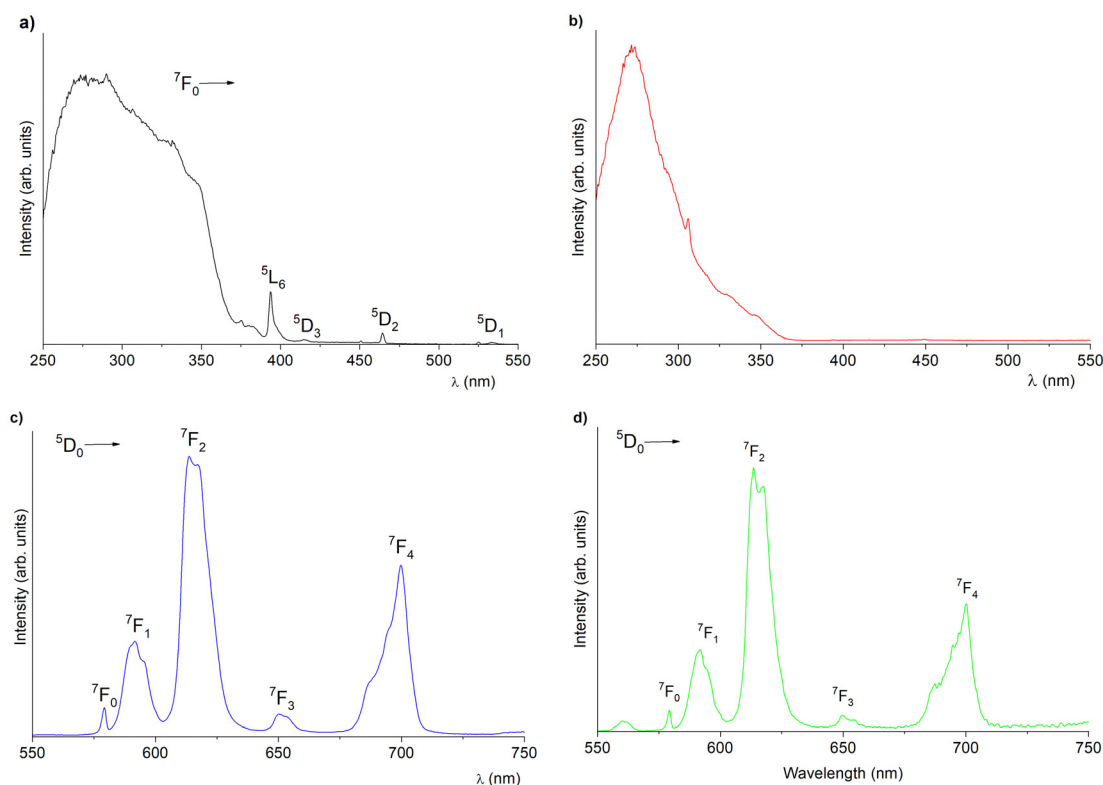 a)
Intensity (arb. units)
⁷F₀
⁵L₆
⁵D₃
⁵D₂
⁵D₁
250 300 350 400 450 500 550
λ (nm)
b)
Intensity (arb. units)
250 300 350 400 450 500 550
λ (nm)
c)
Intensity (arb. units)
⁵D₀
⁷F₀
⁷F₁
⁷F₂
⁷F₃
⁷F₄
550 600 650 700 750
λ (nm)
d)
Intensity (arb. units)
⁵D₀
⁷F₀
⁷F₁
⁷F₂
⁷F₃
⁷F₄
550 600 650 700 750
Wavelength (nm)